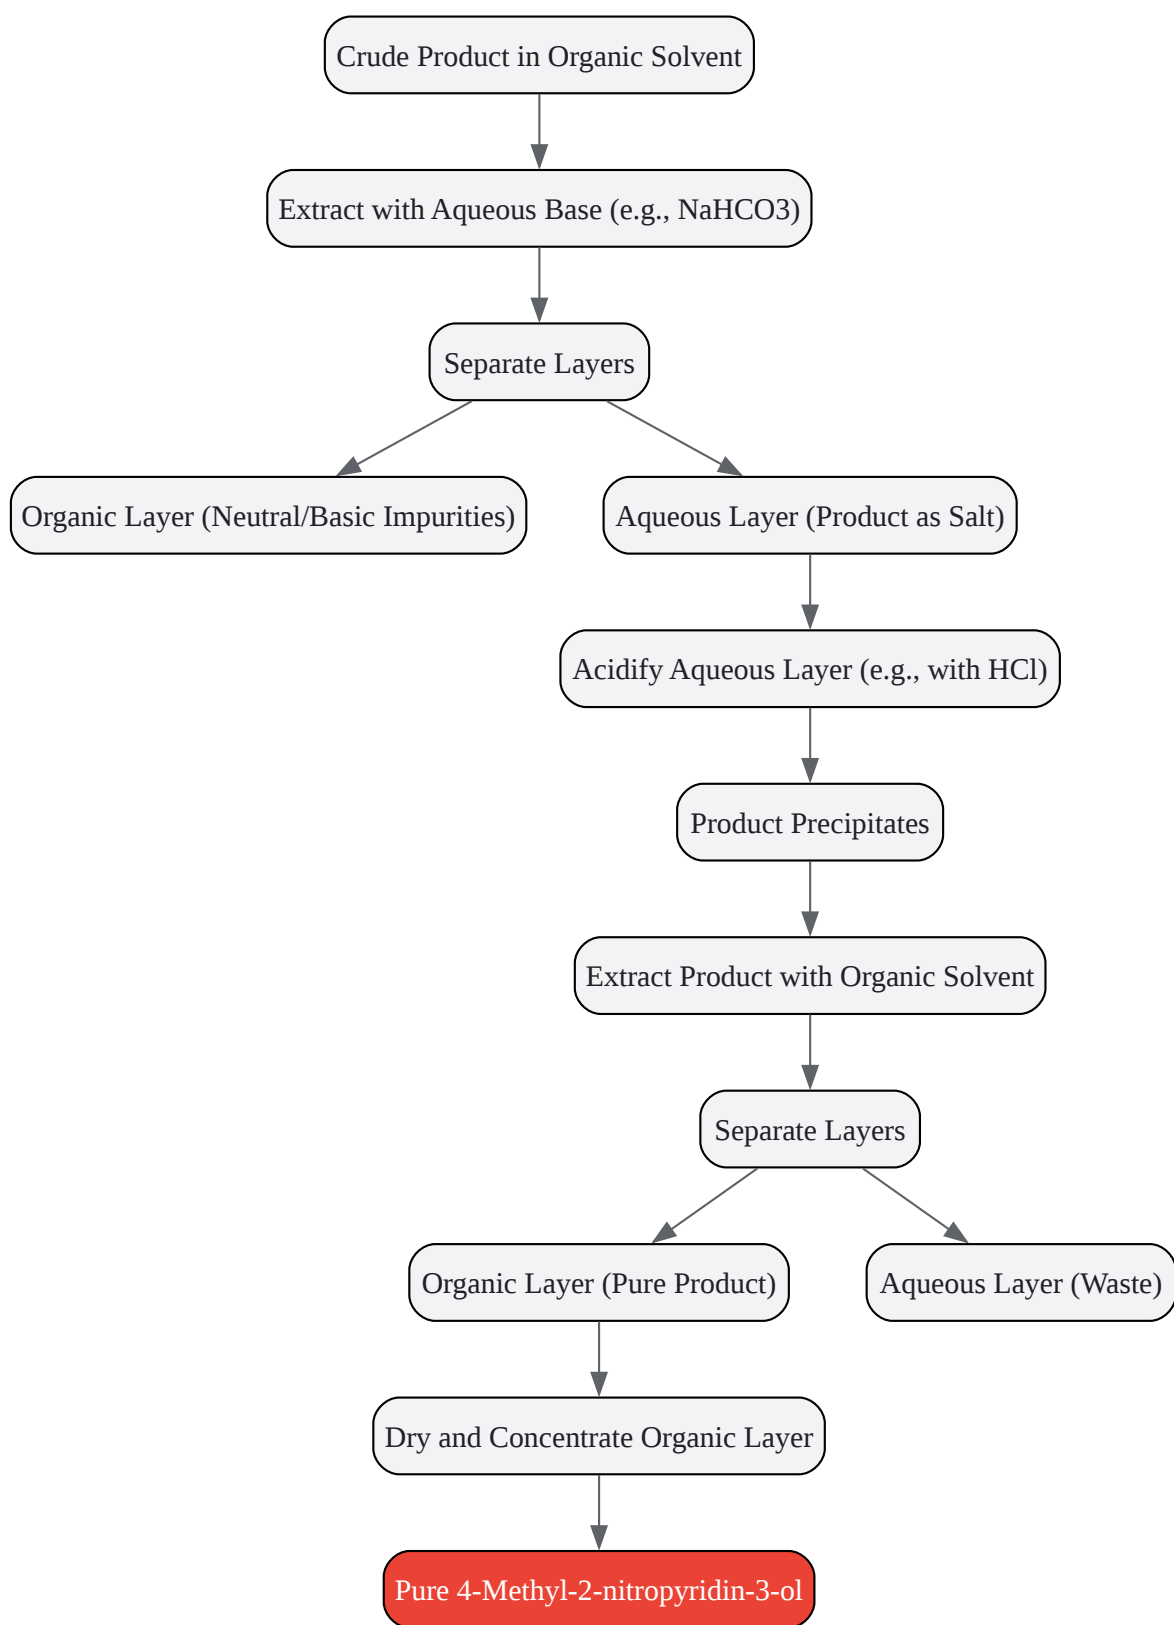 Crude Product in Organic Solvent
Extract with Aqueous Base (e.g., NaHCO3)
Separate Layers
Organic Layer (Neutral/Basic Impurities)
Aqueous Layer (Product as Salt)
Acidify Aqueous Layer (e.g., with HCl)
Product Precipitates
Extract Product with Organic Solvent
Separate Layers
Organic Layer (Pure Product)
Aqueous Layer (Waste)
Dry and Concentrate Organic Layer
Pure 4-Methyl-2-nitropyridin-3-ol